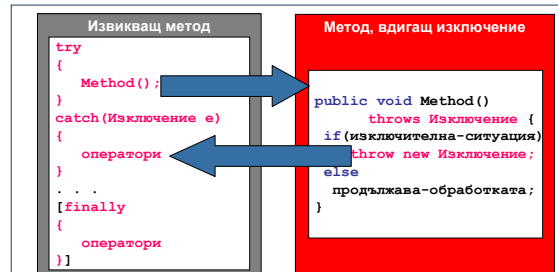 Извикващ метод
try
{
Method();
}
catch(Изключение e)
{
оператори
}
. . .
[finally
{
оператори
}]
Метод, вдигащ изключение
public void Method()
throws Изключение {
if(изключителна-ситуация)
throw new Изключение;
else
продължава-обработката;
}